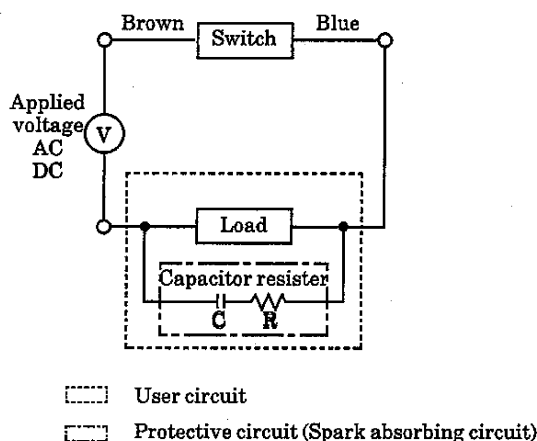 Brown
Switch
Blue
Applied
voltage
AC
DC
V
Load
Capacitor resister
C
R
User circuit
Protective circuit (Spark absorbing circuit)